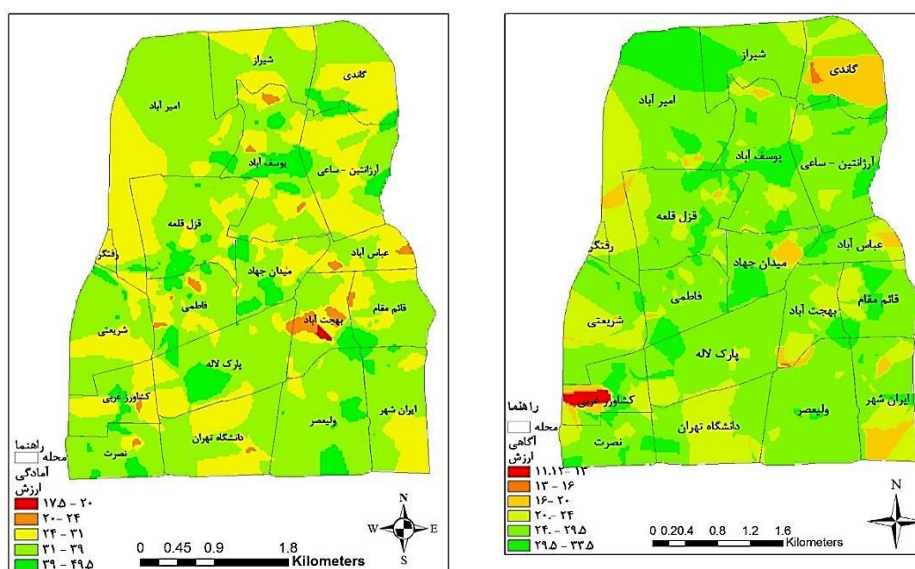 شیراز
گاندی
امیر آباد
یوسف آباد
آرژانتین - ساعی
قزل قلعه
رفتگر
میدان جهاد
عباس آباد
فاطمی
شریعتی
بهجت آباد
قائم مقام
پارک لاله
کشاورز غربی
دانشگاه تهران
ولیعصر
ایران شهر
نصرت
راهنما
محله
آمادگی
ارزش
۱۷.۵ - ۲۰
۲۰ - ۲۴
۲۴ - ۳۱
۳۱ - ۳۹
۳۹ - ۴۹.۵
N
W E
S
0 0.45 0.9 1.8
Kilometers
شیراز
گاندی
امیر آباد
یوسف آباد
آرژانتین - ساعی
قزل قلعه
رفتگر
میدان جهاد
عباس آباد
فاطمی
شریعتی
بهجت آباد
قائم مقام
پارک لاله
کشاورز غربی
دانشگاه تهران
ولیعصر
ایران شهر
نصرت
راهنما
محله
آگاهی
ارزش
۱۱.۱۲ - ۱۳
۱۳ - ۱۶
۱۶ - ۲۰
۲۰.- ۲۴
۲۴.- ۲۹.۵
۲۹.۵ - ۳۳.۵
N
0 0.20.4 0.8 1.2 1.6
Kilometers